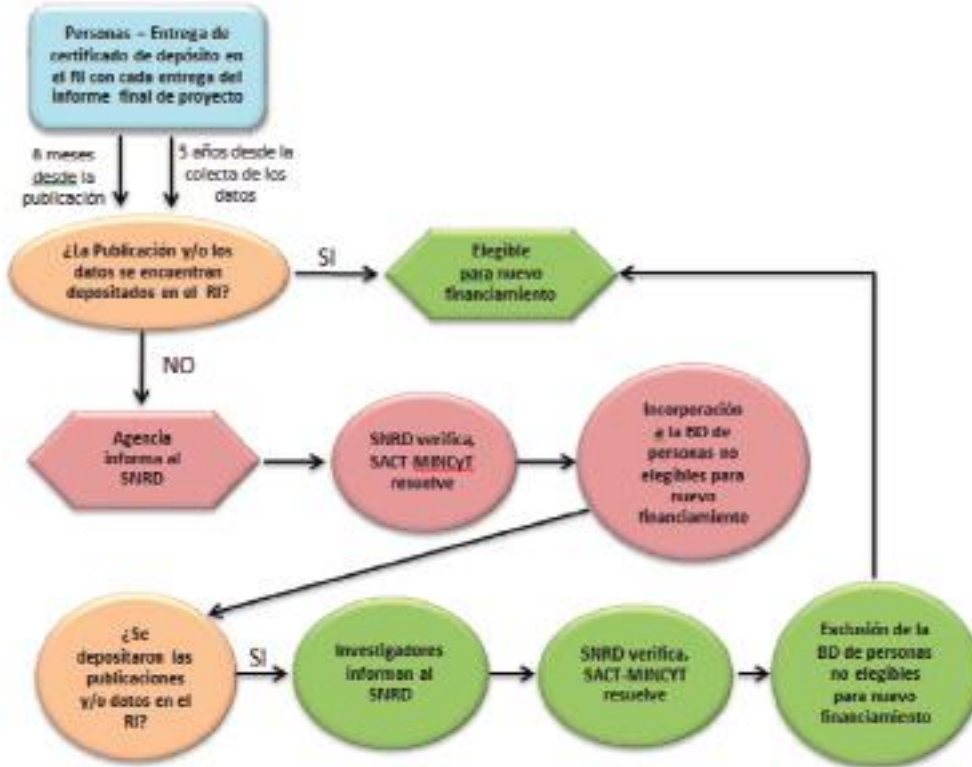 Personas – Entrega de
certificado de depósito en
el RI con cada entrega del
informe final de proyecto
6 meses
desde la
publicación
5 años desde la
colecta de los
datos
¿La Publicación y/o los
datos se encuentran
depositados en el RI?
SI
Elegible
para nuevo
financiamiento
NO
Agencia
informa al
SNRD
SNRD verifica,
SACT-MINCyT
resuelve
Incorporación
a la BD de
personas no
elegibles para
nuevo
financiamiento
¿Se
depositaron las
publicaciones
y/o datos en el
RI?
SI
Investigadores
informan al
SNRD
SNRD verifica,
SACT-MINCYT
resuelve
Exclusión de la
BD de personas
no elegibles
para nuevo
financiamiento